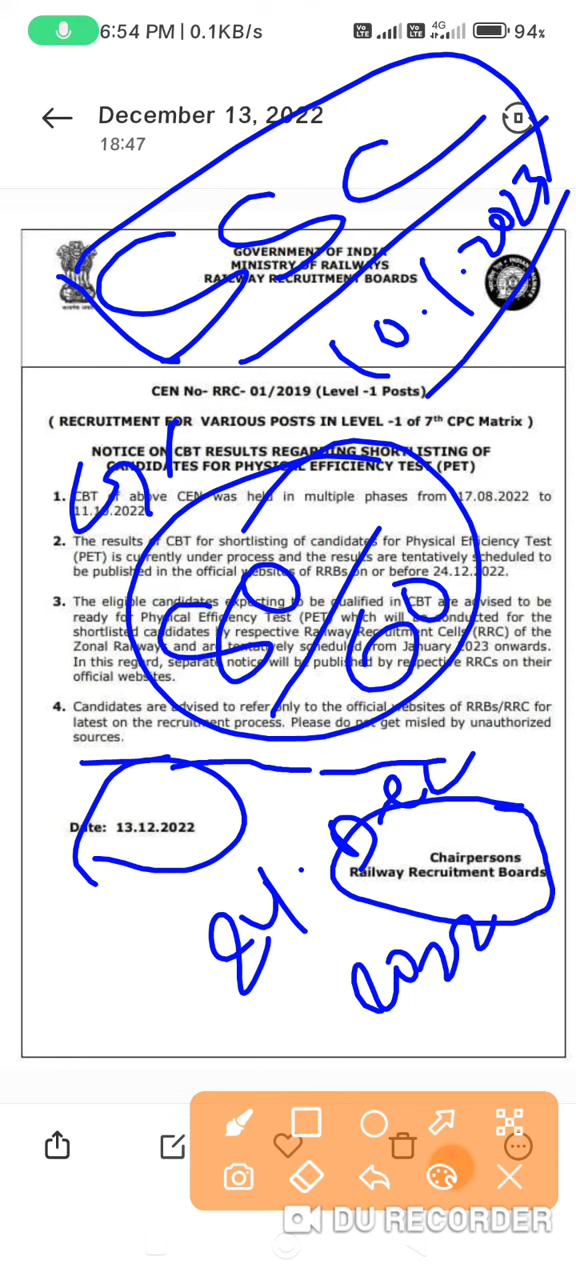 6:54 PM | 0.1KB/s
Vo LTE Vo LTE 4G 94%
December 13, 2022
18:47
CSC
10.1.2023
GOVERNMENT OF INDIA
MINISTRY OF RAILWAYS
RAILWAY RECRUITMENT BOARDS
CEN No- RRC- 01/2019 (Level -1 Posts)
( RECRUITMENT FOR VARIOUS POSTS IN LEVEL -1 of 7th CPC Matrix )
NOTICE ON CBT RESULTS REGARDING SHORTLISTING OF
CANDIDATES FOR PHYSICAL EFFICIENCY TEST (PET)
1. CBT of above CEN was held in multiple phases from 17.08.2022 to
11.10.2022.
2. The results of CBT for shortlisting of candidates for Physical Efficiency Test
(PET) is currently under process and the results are tentatively scheduled to
be published in the official websites of RRBs on or before 24.12.2022.
3. The eligible candidates expecting to be qualified in CBT are advised to be
ready for Physical Efficiency Test (PET) which will be conducted for the
shortlisted candidates by respective Railway Recruitment Cells (RRC) of the
Zonal Railways and are tentatively scheduled from January 2023 onwards.
In this regard, separate notice will be published by respective RRCs on their
official websites.
4. Candidates are advised to refer only to the official websites of RRBs/RRC for
latest on the recruitment process. Please do not get misled by unauthorized
sources.
Date: 13.12.2022
24. Dec
Chairpersons
Railway Recruitment Boards
2022
DU RECORDER